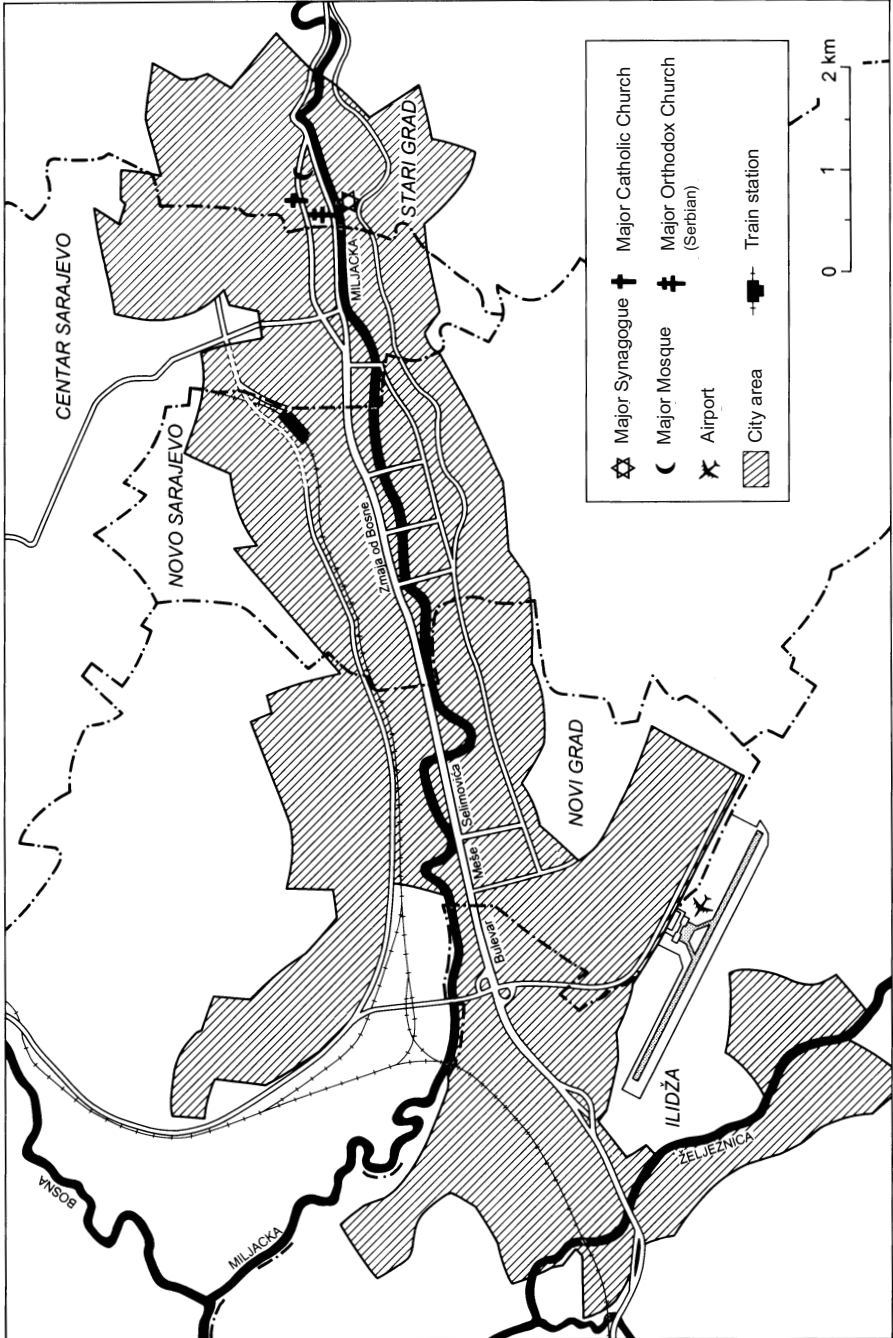 CENTAR SARAJEVO
NOVO SARAJEVO
STARI GRAD
MILJACKA
Zmaja od Bosne
NOVI GRAD
Bulevar Meše Selimovića
ILIDŽA
ŽELJEZNICA
BOSNA
MILJACKA
Major Synagogue
Major Catholic Church
Major Mosque
Major Orthodox Church
(Serbian)
Airport
City area
Train station
0 1 2 km